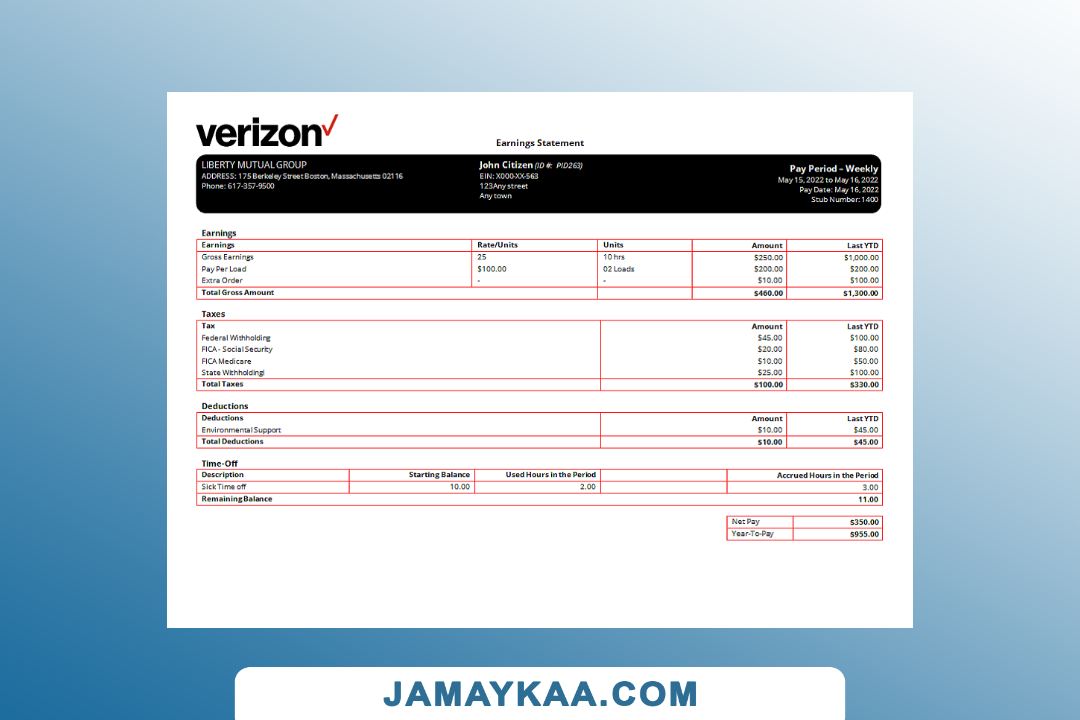 verizon✓
Earnings Statement
LIBERTY MUTUAL GROUP
ADDRESS: 175 Berkeley Street Boston, Massachusetts 02116
Phone: 617-357-9500
John Citizen (ID #: PID263)
EIN: X000-XX-563
123Any street
Any town
Pay Period – Weekly
May 15, 2022 to May 16, 2022
Pay Date: May 16, 2022
Stub Number: 1400
Earnings
Earnings Rate/Units Units Amount Last YTD
Gross Earnings 25 10 hrs $250.00 $1,000.00
Pay Per Load $100.00 02 Loads $200.00 $200.00
Extra Order - - $10.00 $100.00
Total Gross Amount $460.00 $1,300.00
Taxes
Tax Amount Last YTD
Federal Withholding $45.00 $100.00
FICA - Social Security $20.00 $80.00
FICA Medicare $10.00 $50.00
State Withholdingl $25.00 $100.00
Total Taxes $100.00 $330.00
Deductions
Deductions Amount Last YTD
Environmental Support $10.00 $45.00
Total Deductions $10.00 $45.00
Time-Off
Description Starting Balance Used Hours in the Period Accrued Hours in the Period
Sick Time off 10.00 2.00 3.00
Remaining Balance 11.00
Net Pay $350.00
Year-To-Pay $955.00
JAMAYKAA.COM